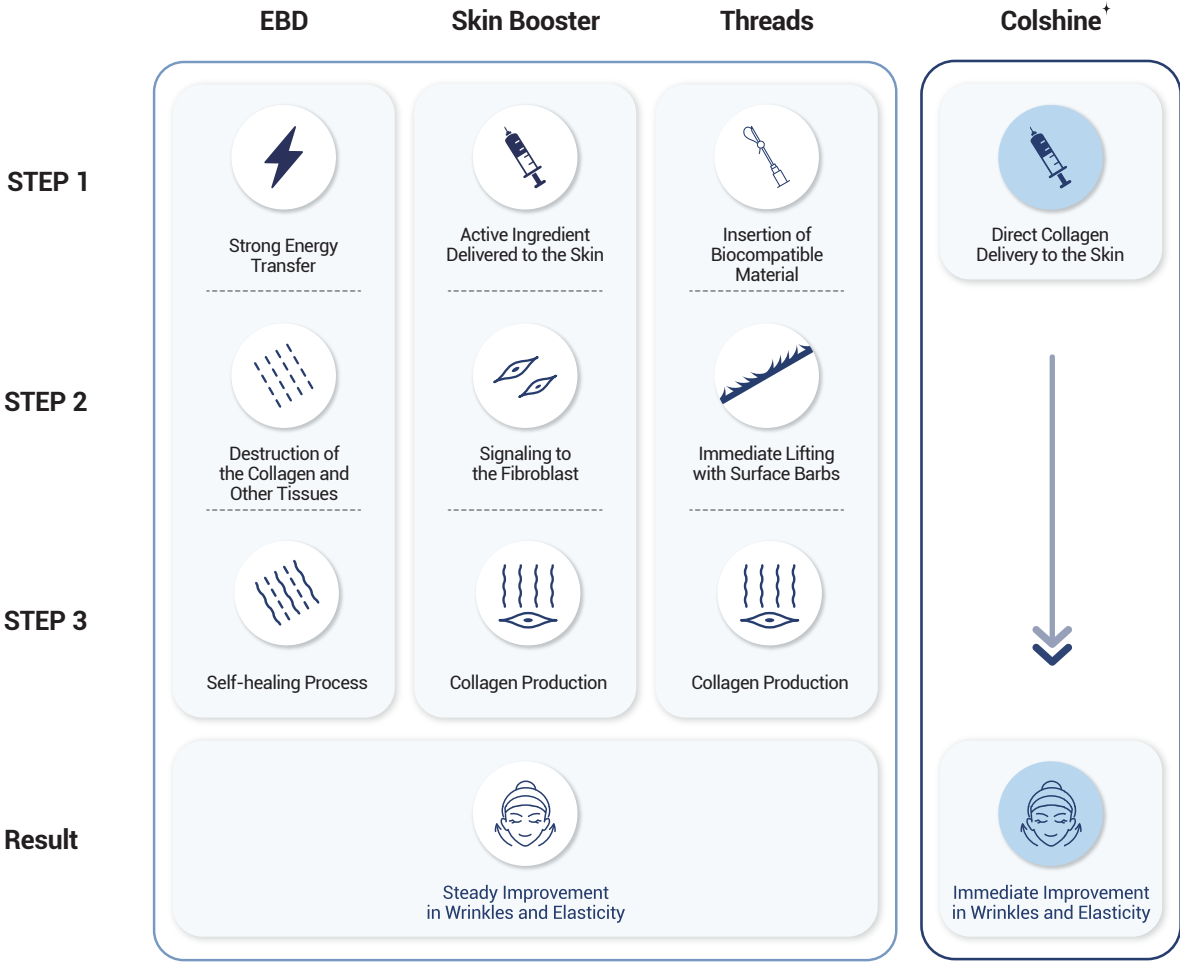 EBD
Skin Booster
Threads
Colshine
STEP 1
Strong Energy
Transfer
Active Ingredient
Delivered to the Skin
Insertion of
Biocompatible
Material
Direct Collagen
Delivery to the Skin
STEP 2
Destruction of
the Collagen and
Other Tissues
Signaling to
the Fibroblast
Immediate Lifting
with Surface Barbs
STEP 3
Self-healing Process
Collagen Production
Collagen Production
Result
Steady Improvement
in Wrinkles and Elasticity
Immediate Improvement
in Wrinkles and Elasticity